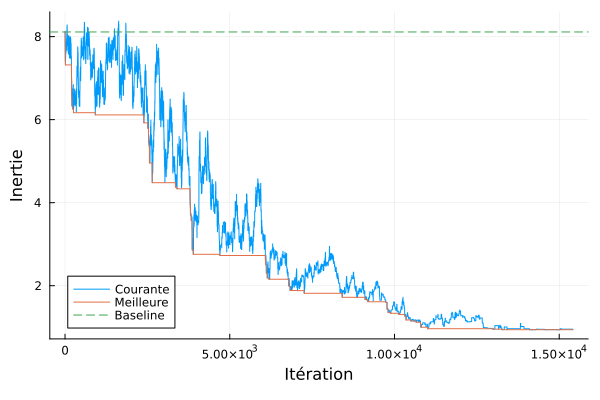 8
6
4
2
Inertie
Courante
Meilleure
Baseline
0
5.00×10³
1.00×10⁴
1.50×10⁴
Itération